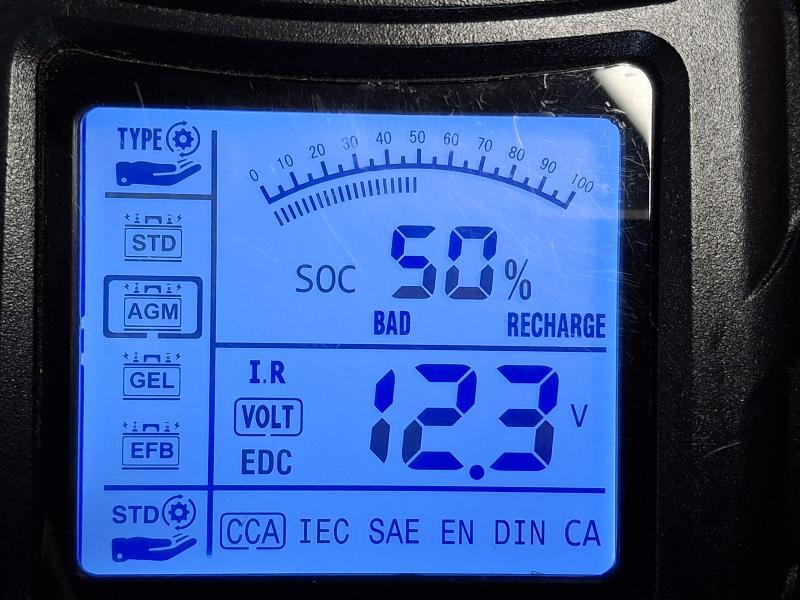 TYPE
0 10 20 30 40 50 60 70 80 90 100
STD
AGM
GEL
EFB
SOC 50%
BAD RECHARGE
I.R
VOLT
EDC
12.3 V
STD
CCA IEC SAE EN DIN CA